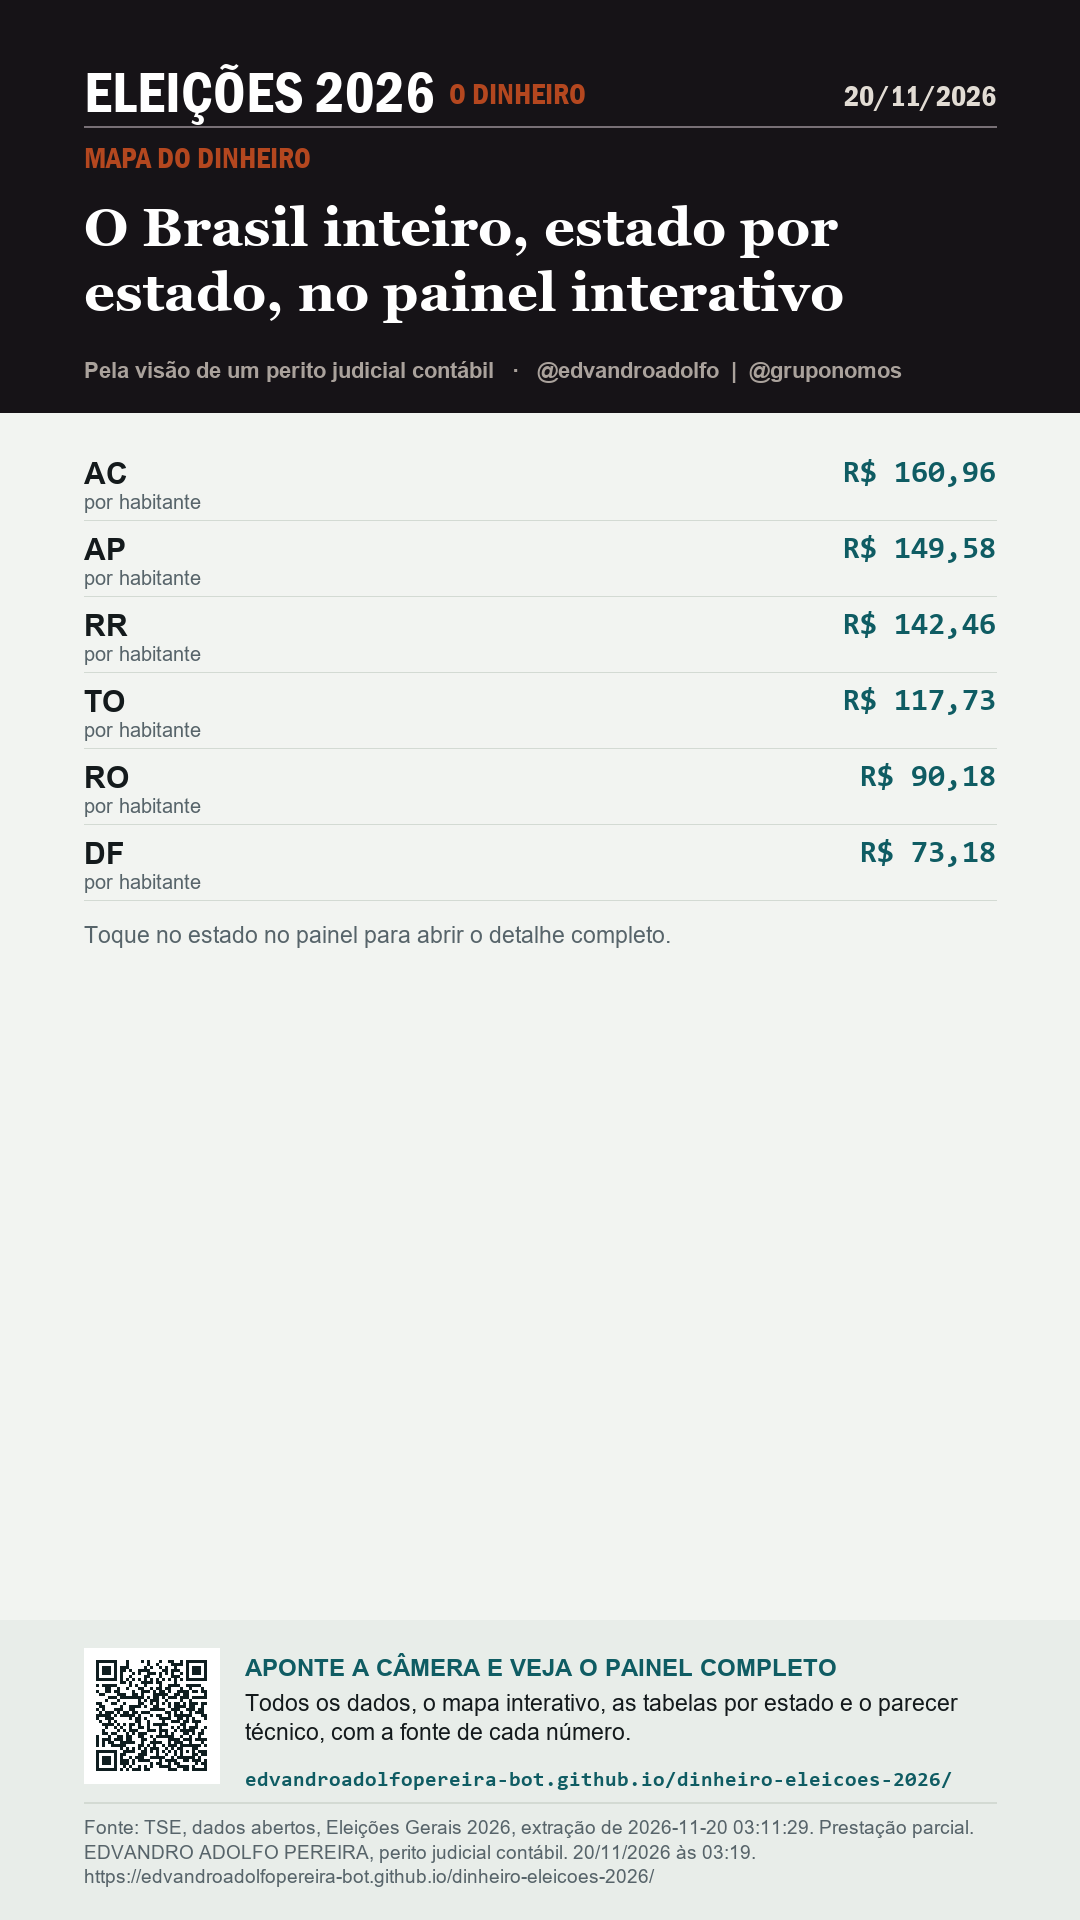 ELEIÇÕES 2026 O DINHEIRO 20/11/2026
MAPA DO DINHEIRO
O Brasil inteiro, estado por
estado, no painel interativo
Pela visão de um perito judicial contábil · @edvandroadolfo | @gruponomos
AC R$ 160,96
por habitante
AP R$ 149,58
por habitante
RR R$ 142,46
por habitante
TO R$ 117,73
por habitante
RO R$ 90,18
por habitante
DF R$ 73,18
por habitante
Toque no estado no painel para abrir o detalhe completo.
APONTE A CÂMERA E VEJA O PAINEL COMPLETO
Todos os dados, o mapa interativo, as tabelas por estado e o parecer
técnico, com a fonte de cada número.
edvandroadolfopereira-bot.github.io/dinheiro-eleicoes-2026/
Fonte: TSE, dados abertos, Eleições Gerais 2026, extração de 2026-11-20 03:11:29. Prestação parcial.
EDVANDRO ADOLFO PEREIRA, perito judicial contábil. 20/11/2026 às 03:19.
https://edvandroadolfopereira-bot.github.io/dinheiro-eleicoes-2026/